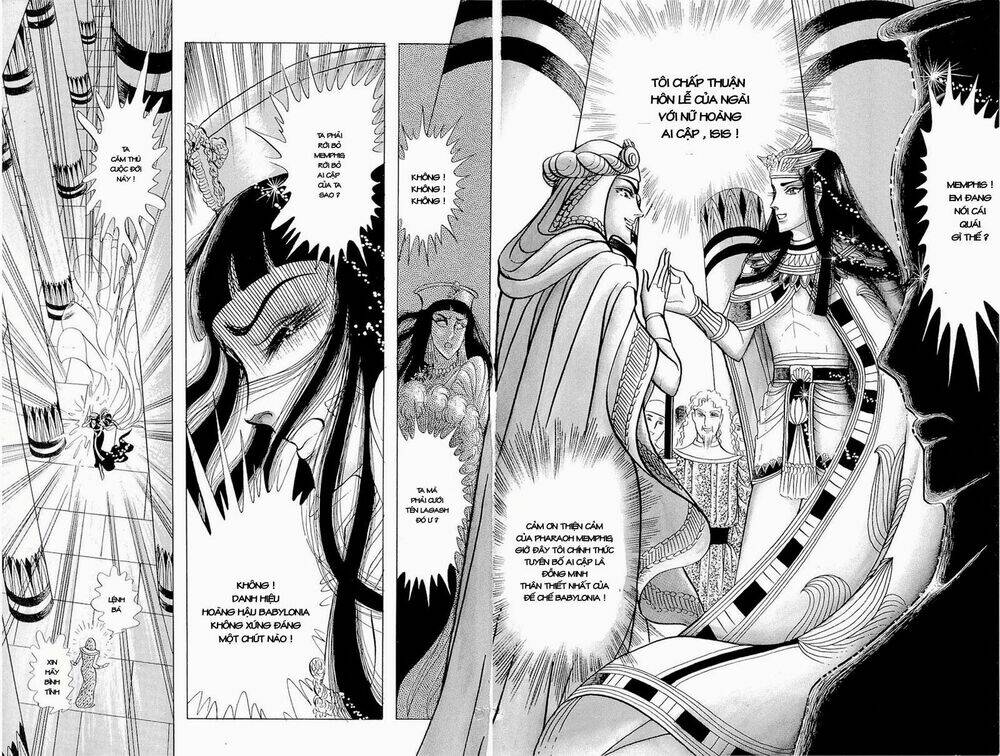 TÔI CHẤP THUẬN
HÔN LỄ CỦA NGÀI
VỚI NỮ HOÀNG
AI CẬP , ISIS !
MEMPHIS !
EM ĐANG
NÓI CÁI
QUÁI
GÌ THẾ ?
CẢM ƠN THIỆN CẢM
CỦA PHARAOH MEMPHIS,
GIỜ ĐÂY TÔI CHÍNH THỨC
TUYÊN BỐ AI CẬP LÀ
ĐỒNG MINH
THÂN THIẾT NHẤT CỦA
ĐẾ CHẾ BABYLONIA !
KHÔNG !
KHÔNG !
KHÔNG !
TA MÀ
PHẢI CƯỚI
TÊN LAGASH
ĐÓ Ư ?
TA PHẢI
RỜI BỎ
MEMPHIS,
RỜI BỎ
AI CẬP
CỦA TA
SAO ?
KHÔNG !
DANH HIỆU
HOÀNG HẬU BABYLONIA
KHÔNG XỨNG ĐÁNG
MỘT CHÚT NÀO !
TA
CĂM THÙ
CUỘC ĐỜI
NÀY !
LỆNH
BÀ
XIN
HÃY
BÌNH
TĨNH